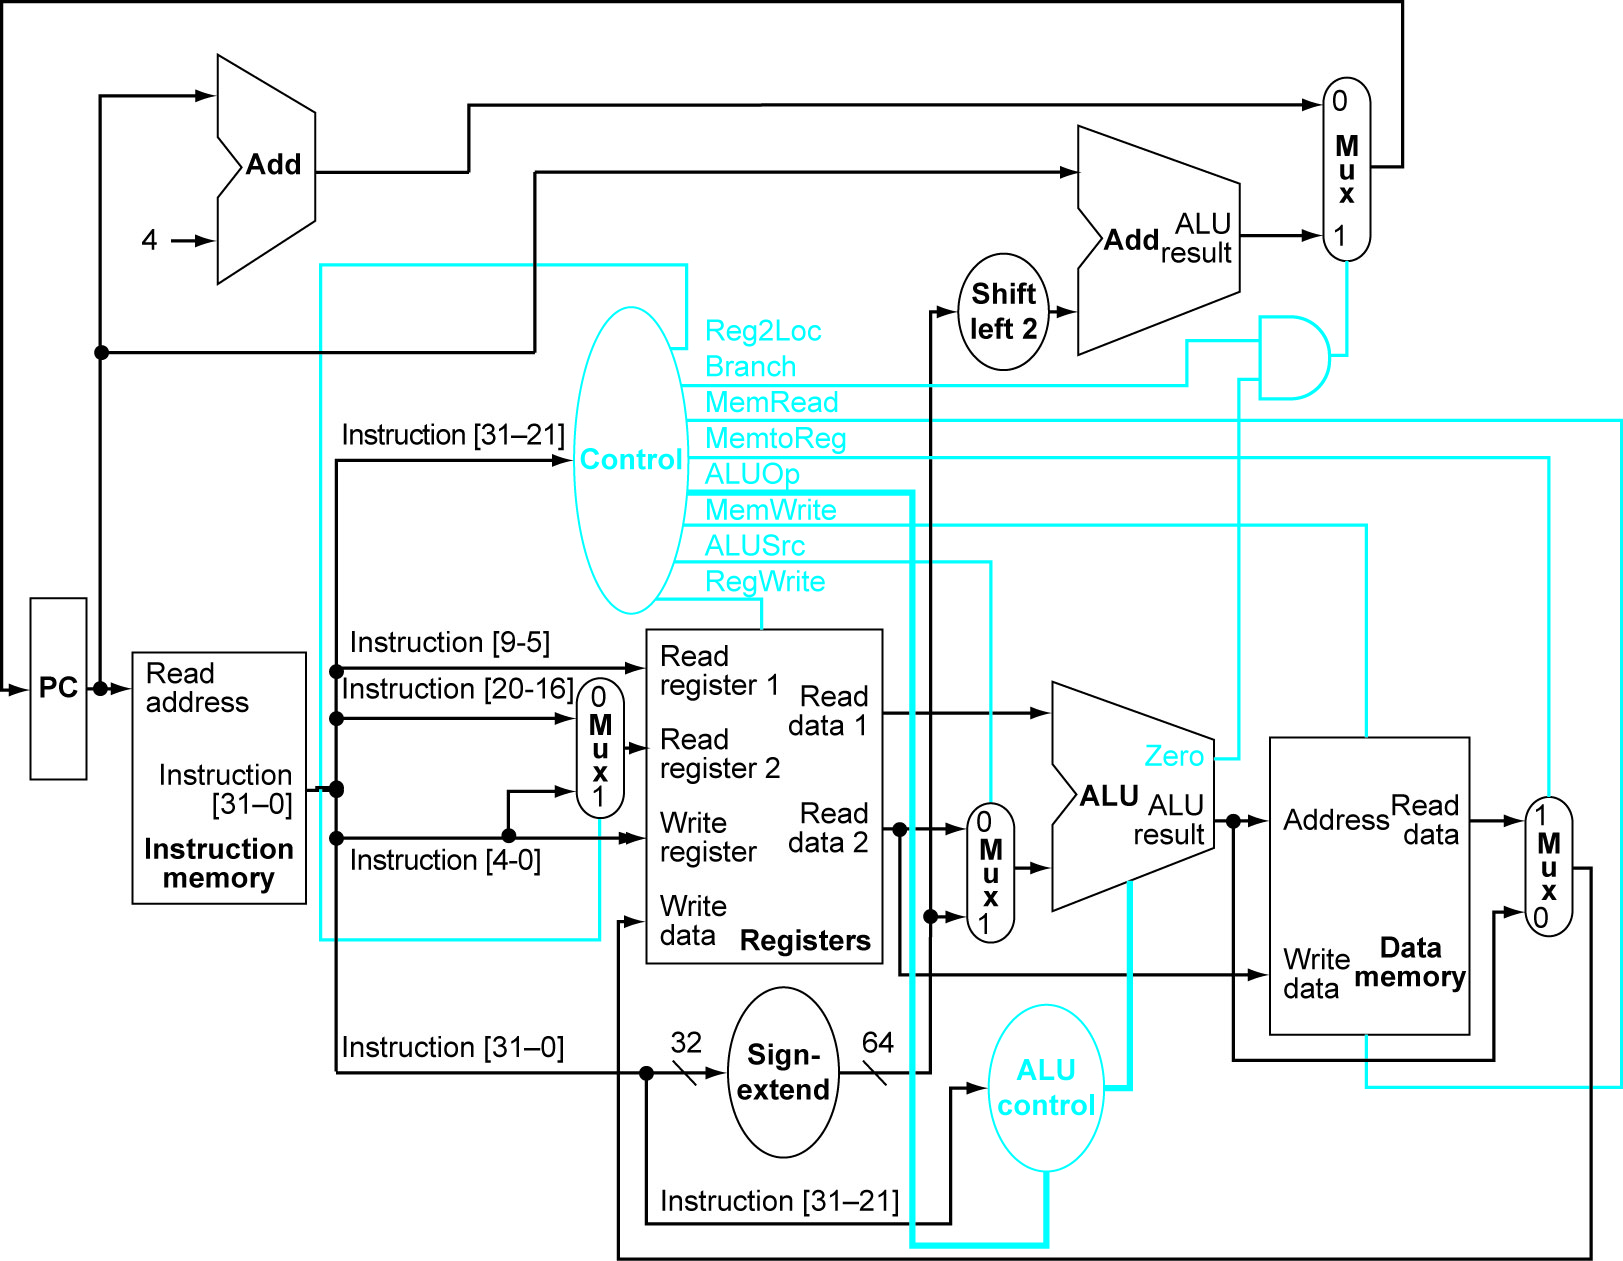 0
M
u
x
1
Add
4
Add
ALU
result
Shift
left 2
Reg2Loc
Branch
MemRead
MemtoReg
ALUOp
MemWrite
ALUSrc
RegWrite
Control
Instruction [31–21]
Instruction [9-5]
Instruction [20-16]
Instruction [4-0]
Instruction [31–0]
PC
Read
address
Instruction
[31–0]
Instruction
memory
0
M
u
x
1
Read
register 1
Read
register 2
Write
register
Write
data
Read
data 1
Read
data 2
Registers
0
M
u
x
1
Zero
ALU
ALU
result
Address
Read
data
Write
data
Data
memory
1
M
u
x
0
32
Sign-
extend
64
ALU
control
Instruction [31–21]